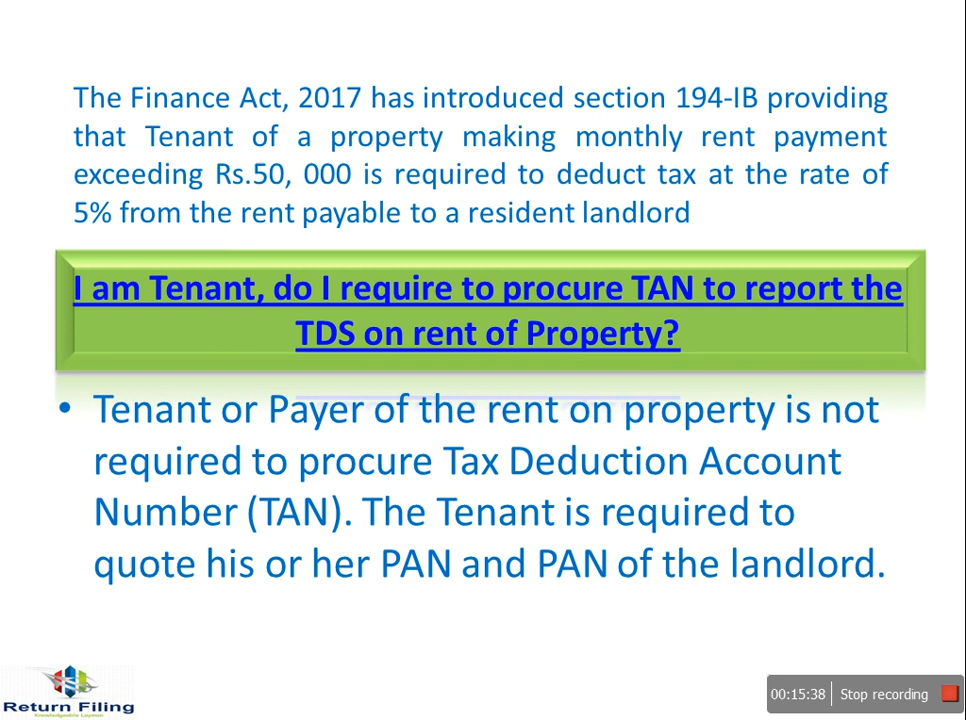 The Finance Act, 2017 has introduced section 194-IB providing
that Tenant of a property making monthly rent payment
exceeding Rs.50, 000 is required to deduct tax at the rate of
5% from the rent payable to a resident landlord
I am Tenant, do I require to procure TAN to report the
TDS on rent of Property?
• Tenant or Payer of the rent on property is not
required to procure Tax Deduction Account
Number (TAN). The Tenant is required to
quote his or her PAN and PAN of the landlord.
Return Filing
Knowledgeable Laymen
00:15:38 Stop recording